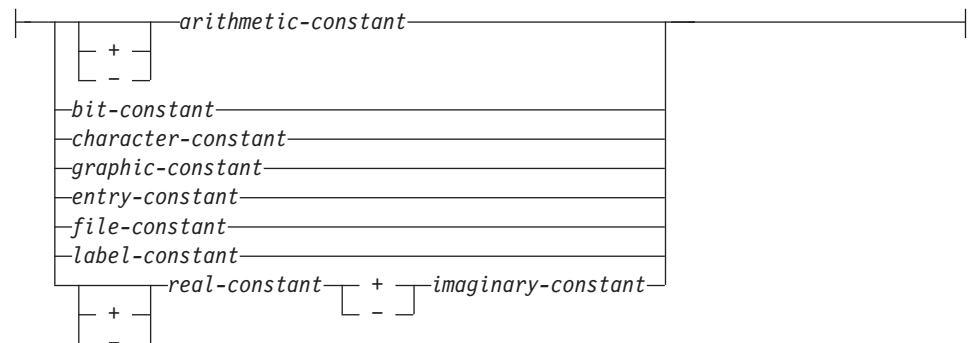 arithmetic-constant
+
−
bit-constant
character-constant
graphic-constant
entry-constant
file-constant
label-constant
real-constant + imaginary-constant
+ −
−